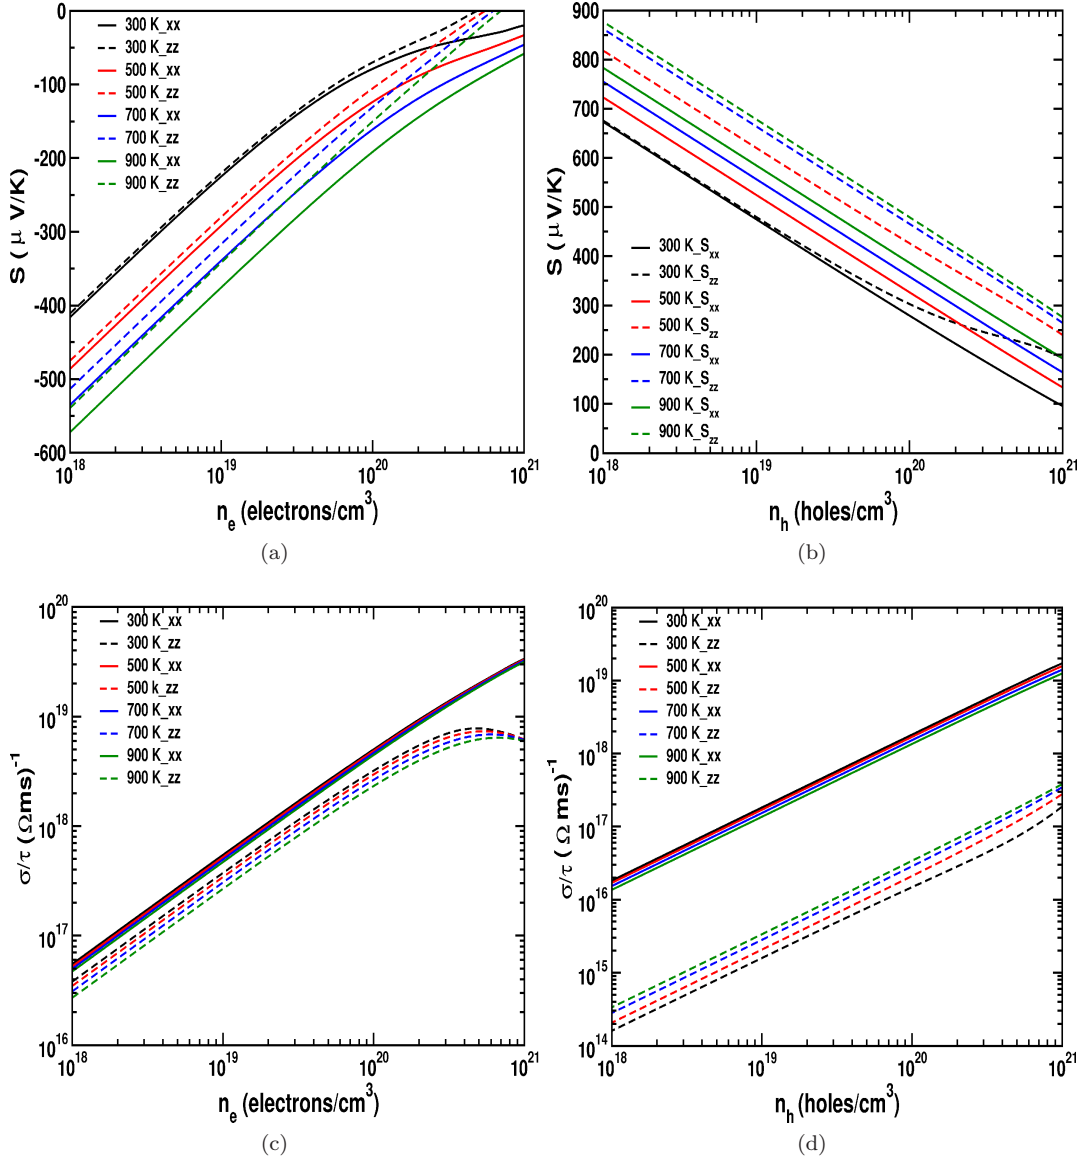 0
-100
-200
-300
-400
-500
-600
S ( μ V/K)
300 K_xx
300 K_zz
500 K_xx
500 K_zz
700 K_xx
700 K_zz
900 K_xx
900 K_zz
10^18
10^19
10^20
10^21
n_e (electrons/cm^3)
(a)
900
800
700
600
500
400
300
200
100
0
S ( μ V/K)
300 K_S_xx
300 K_S_zz
500 K_S_xx
500 K_S_zz
700 K_S_xx
700 K_S_zz
900 K_S_xx
900 K_S_zz
10^18
10^19
10^20
10^21
n_h (holes/cm^3)
(b)
10^20
10^19
10^18
10^17
10^16
σ/τ ( Ω ms)^-1
300 K_xx
300 K_zz
500 K_xx
500 k_zz
700 K_xx
700 K_zz
900 K_xx
900 K_zz
10^18
10^19
10^20
10^21
n_e (electrons/cm^3)
(c)
10^20
10^19
10^18
10^17
10^16
10^15
10^14
σ/τ ( Ω ms)^-1
300 K_xx
300 K_zz
500 K_xx
500 K_zz
700 K_xx
700 K_zz
900 K_xx
900 K_zz
10^18
10^19
10^20
10^21
n_h (holes/cm^3)
(d)